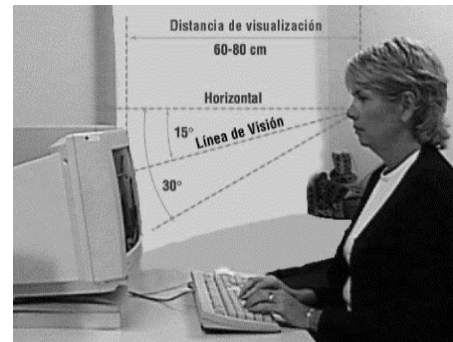 Distancia de visualización
60-80 cm
Horizontal
15°
Línea de Visión
30°